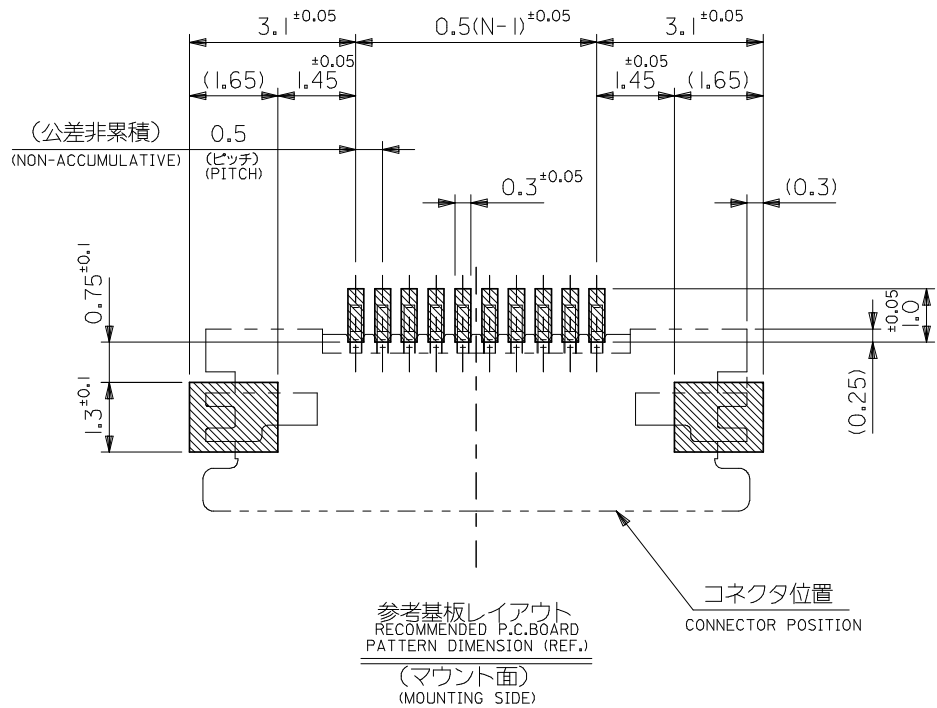 3.1 ±0.05
0.5(N-1) ±0.05
3.1 ±0.05
(1.65)
1.45 ±0.05
1.45 ±0.05
(1.65)
(公差非累積)
(NON-ACCUMULATIVE)
0.5
(ピッチ)
(PITCH)
0.3 ±0.05
(0.3)
0.75 ±0.1
1.3 ±0.1
1.0 ±0.05
(0.25)
コネクタ位置
CONNECTOR POSITION
参考基板レイアウト
RECOMMENDED P.C.BOARD
PATTERN DIMENSION (REF.)
(マウント面)
(MOUNTING SIDE)